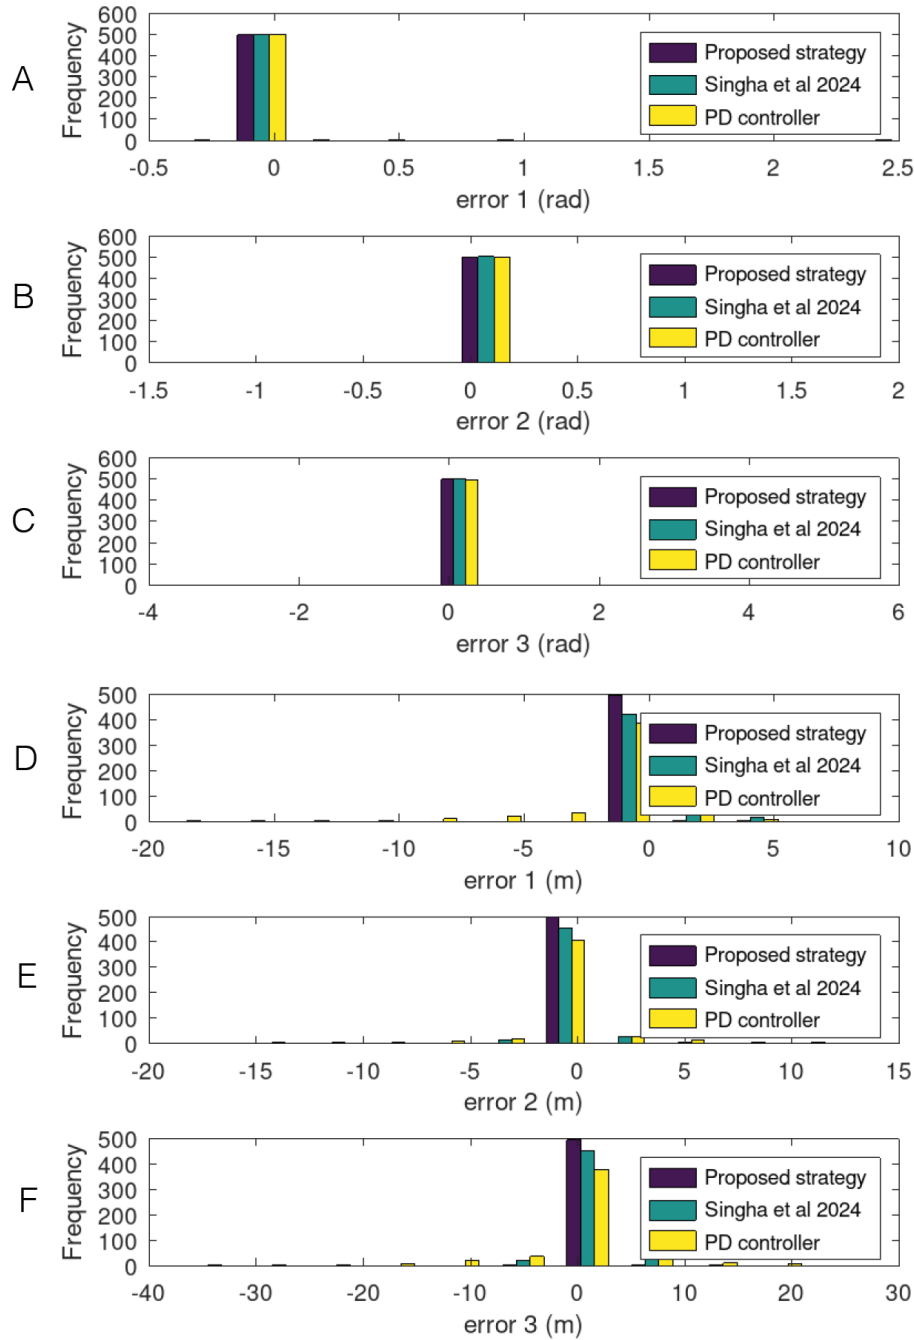 A
Frequency
600
500
400
300
200
100
0
Proposed strategy
Singha et al 2024
PD controller
-0.5 0 0.5 1 1.5 2 2.5
error 1 (rad)
B
Frequency
600
500
400
300
200
100
0
Proposed strategy
Singha et al 2024
PD controller
-1.5 -1 -0.5 0 0.5 1 1.5 2
error 2 (rad)
C
Frequency
600
500
400
300
200
100
0
Proposed strategy
Singha et al 2024
PD controller
-4 -2 0 2 4 6
error 3 (rad)
D
Frequency
500
400
300
200
100
0
Proposed strategy
Singha et al 2024
PD controller
-20 -15 -10 -5 0 5 10
error 1 (m)
E
Frequency
500
400
300
200
100
0
Proposed strategy
Singha et al 2024
PD controller
-20 -15 -10 -5 0 5 10 15
error 2 (m)
F
Frequency
500
400
300
200
100
0
Proposed strategy
Singha et al 2024
PD controller
-40 -30 -20 -10 0 10 20 30
error 3 (m)